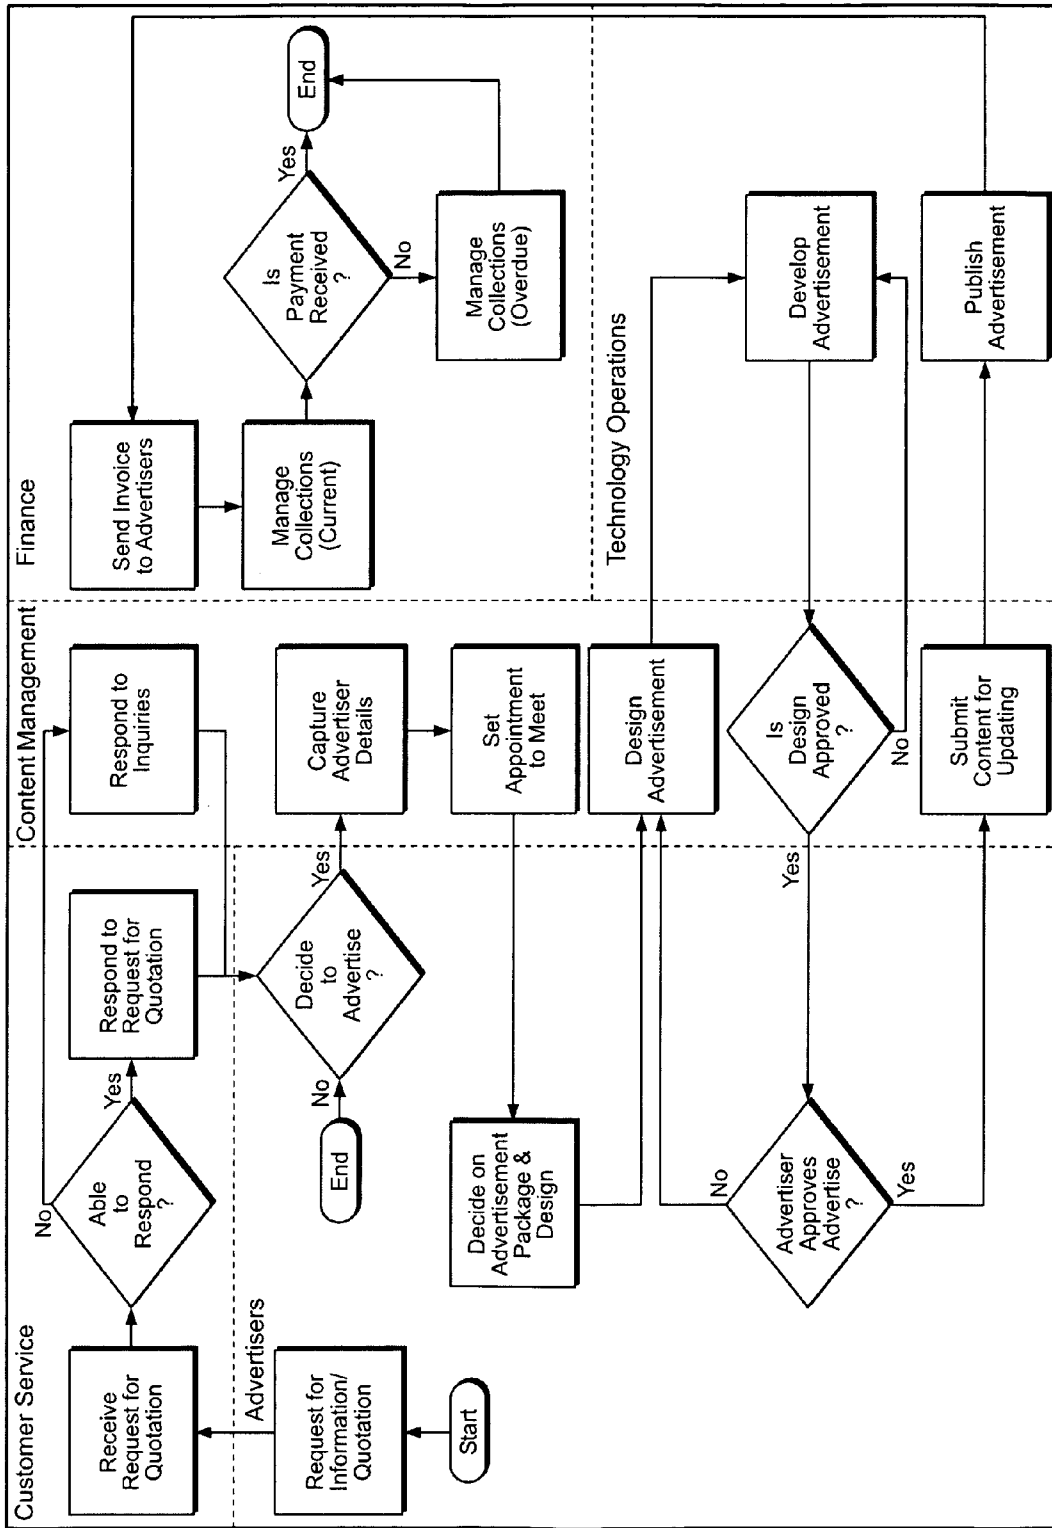 Customer Service
Receive
Request for
Quotation
Able
to
Respond
?
No
Yes
Respond to
Request for
Quotation
Content Management
Respond to
Inquiries
Advertisers
Request for
Information/
Quotation
Start
End
No
Decide
to
Advertise
?
Yes
Capture
Advertiser
Details
Set
Appointment
to Meet
Decide on
Advertisement
Package &
Design
Design
Advertisement
Advertiser
Approves
Advertise
?
No
Yes
Is
Design
Approved
?
Yes
No
Submit
Content for
Updating
Finance
Send Invoice
to Advertisers
Manage
Collections
(Current)
Is
Payment
Received
?
Yes
No
End
Manage
Collections
(Overdue)
Technology Operations
Develop
Advertisement
Publish
Advertisement